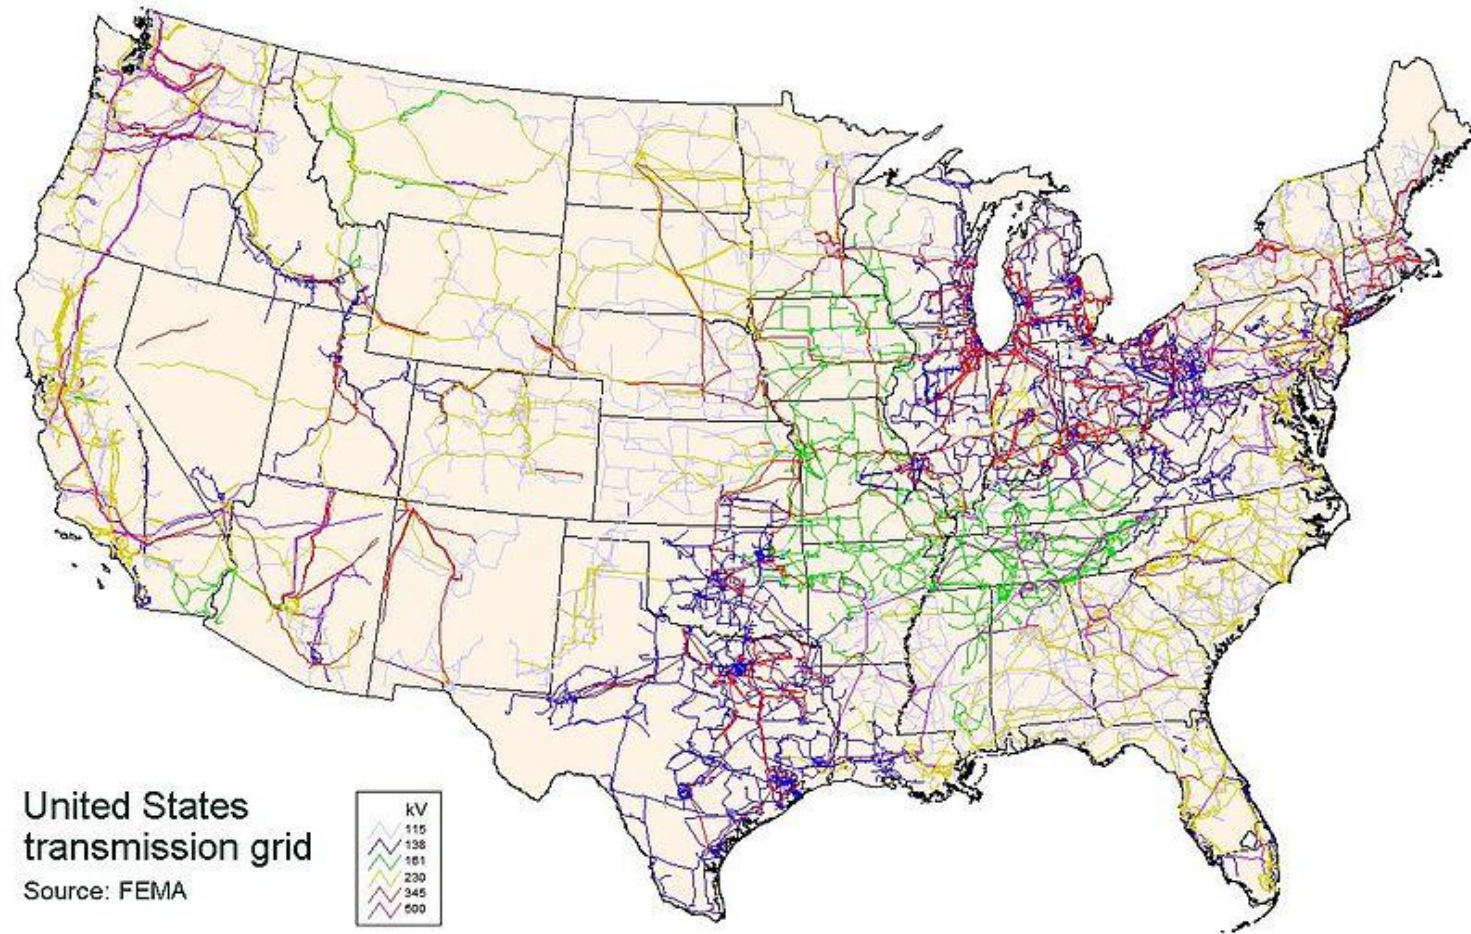 United States
transmission grid
Source: FEMA
kV
115
138
161
230
345
500